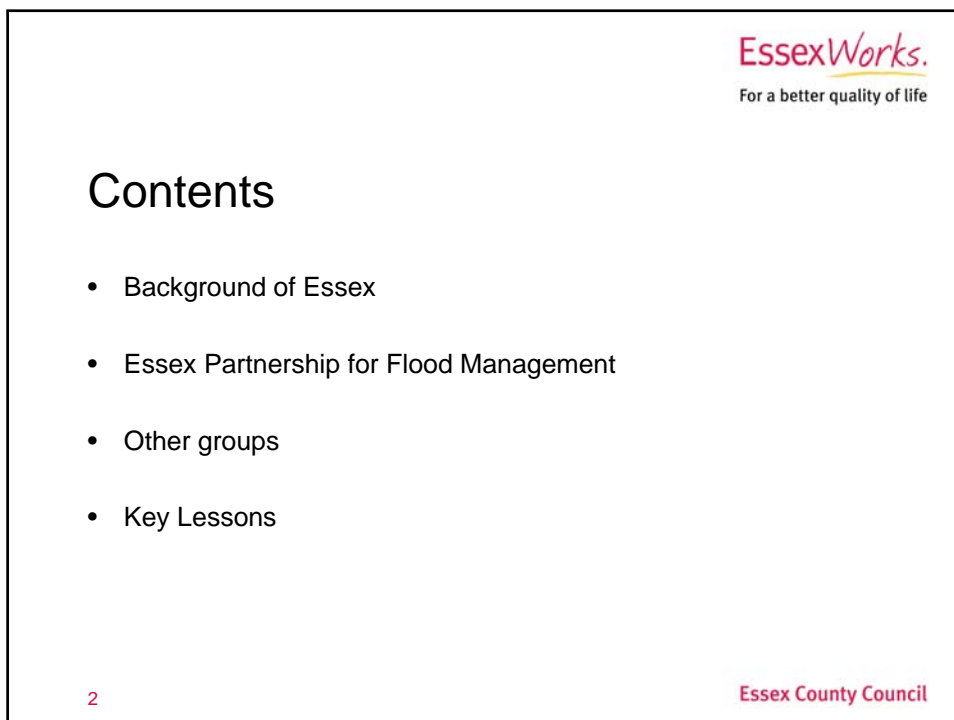 EssexWorks.
For a better quality of life
Contents
• Background of Essex
• Essex Partnership for Flood Management
• Other groups
• Key Lessons
2
Essex County Council